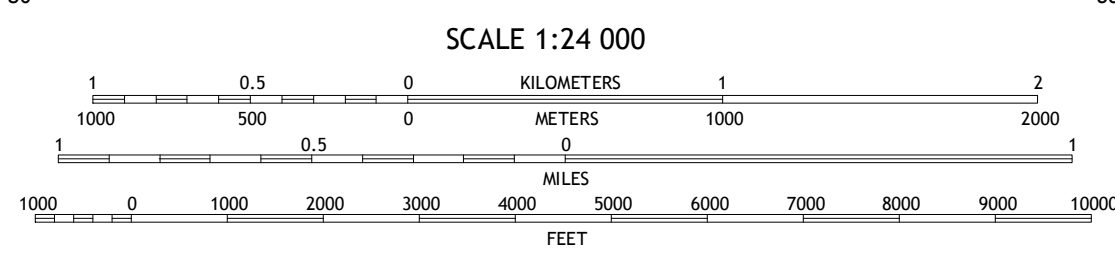 SCALE 1:24 000
1 0.5 0 KILOMETERS 1 2
1000 500 0 METERS 1000 2000
1 0.5 0 1
MILES
1000 0 1000 2000 3000 4000 5000 6000 7000 8000 9000 10000
FEET